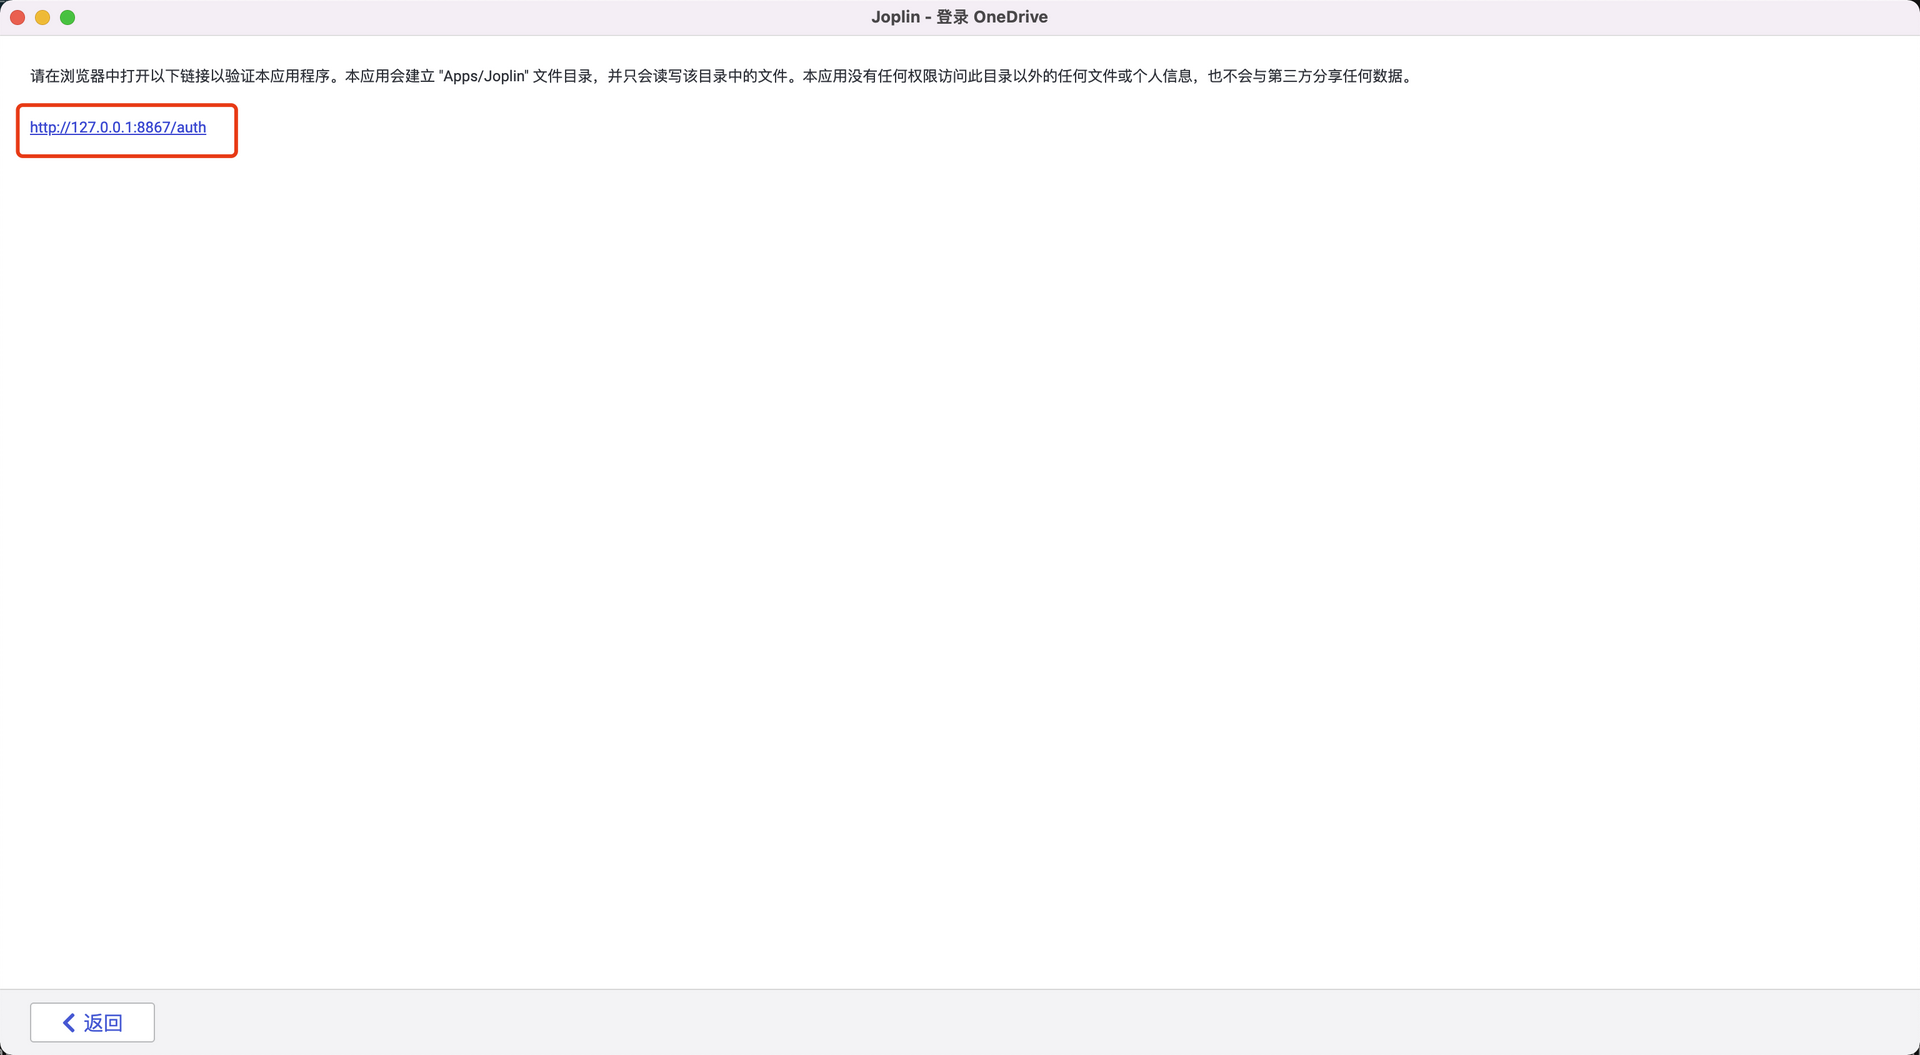 Joplin - 登录 OneDrive
请在浏览器中打开以下链接以验证本应用程序。本应用会建立 "Apps/Joplin" 文件目录，并只会读写该目录中的文件。本应用没有任何权限访问此目录以外的任何文件或个人信息，也不会与第三方分享任何数据。
http://127.0.0.1:8867/auth
返回